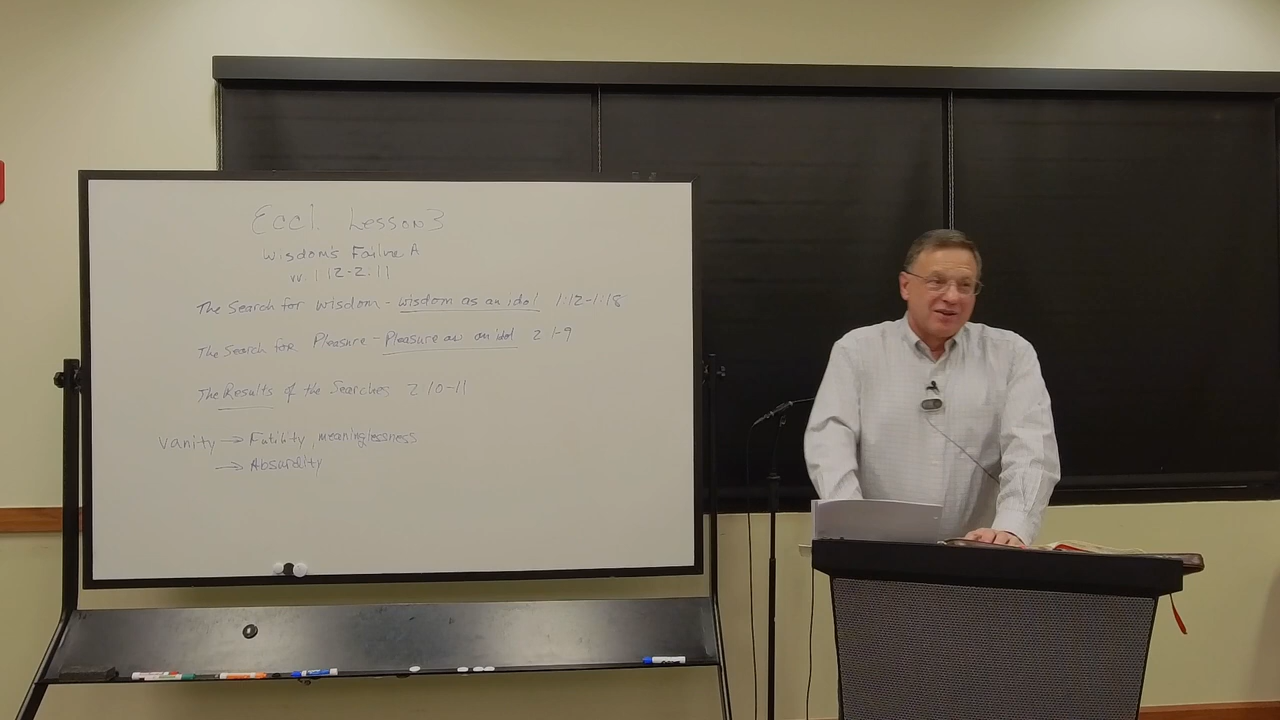 Eccl. Lesson 3
Wisdom's Failure A
vv 1:12-2:11
The Search for wisdom - wisdom as an idol 1:12-1:18
The Search for Pleasure - Pleasure as an idol 2:1-9
The Results of the Searches 2:10-11
Vanity → Futility, meaninglessness
→ Absurdity